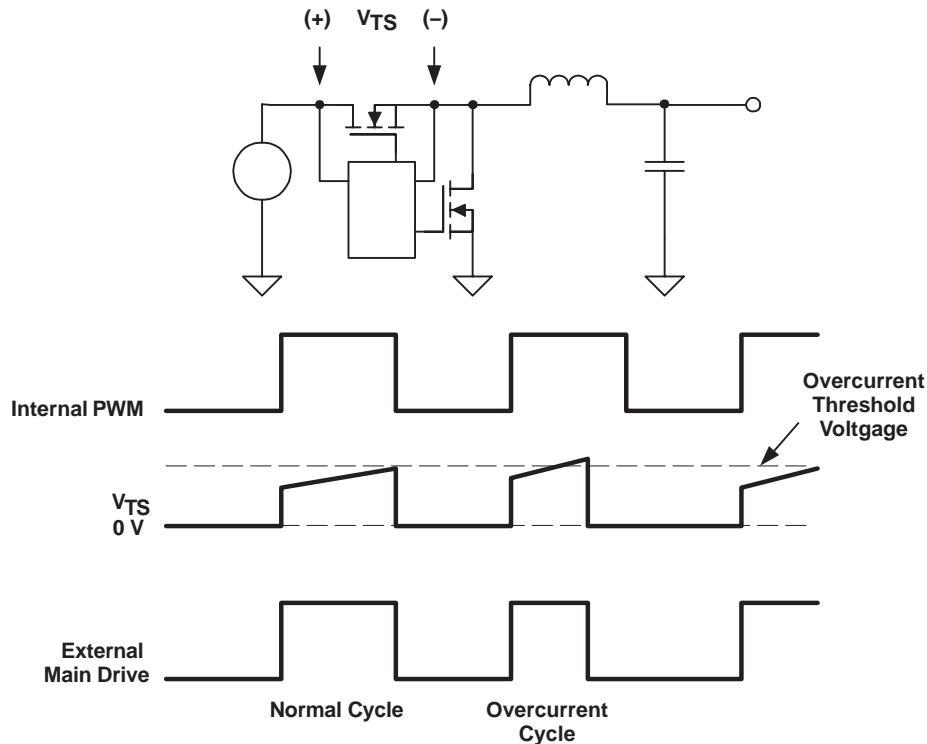 (+) VTS (–)
Internal PWM
Overcurrent
Threshold
Voltgage
VTS
0 V
External
Main Drive
Normal Cycle
Overcurrent
Cycle